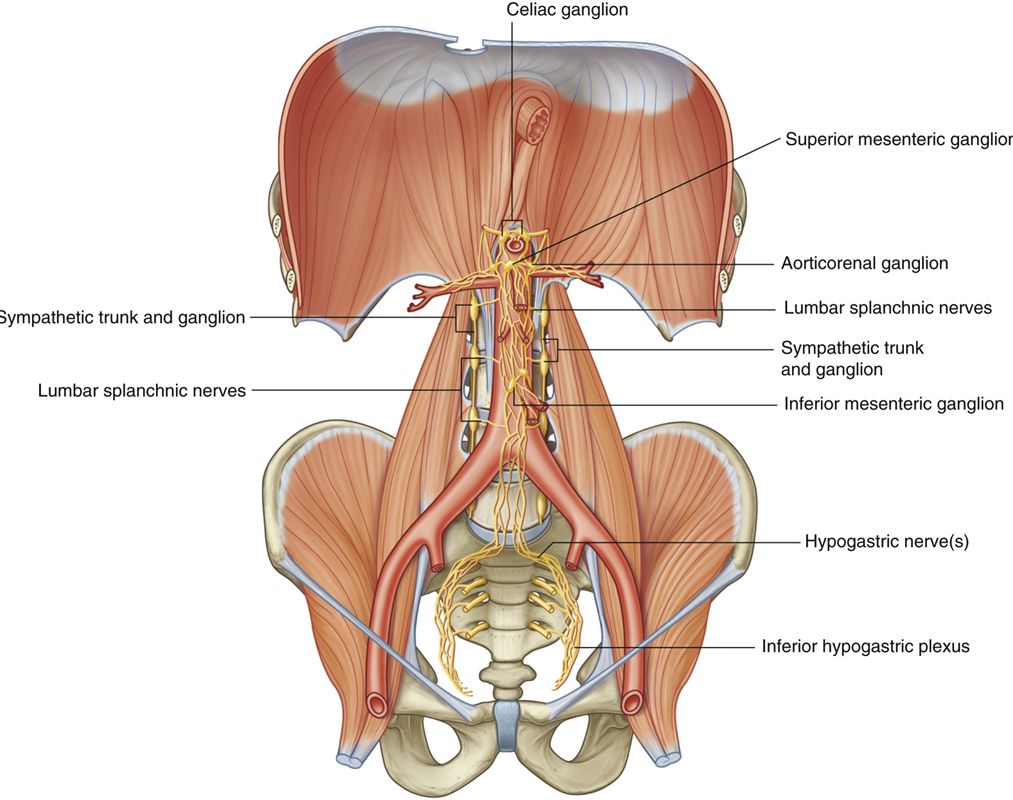 Celiac ganglion
Superior mesenteric ganglion
Aorticorenal ganglion
Lumbar splanchnic nerves
Sympathetic trunk and ganglion
Sympathetic trunk
and ganglion
Lumbar splanchnic nerves
Inferior mesenteric ganglion
Hypogastric nerve(s)
Inferior hypogastric plexus